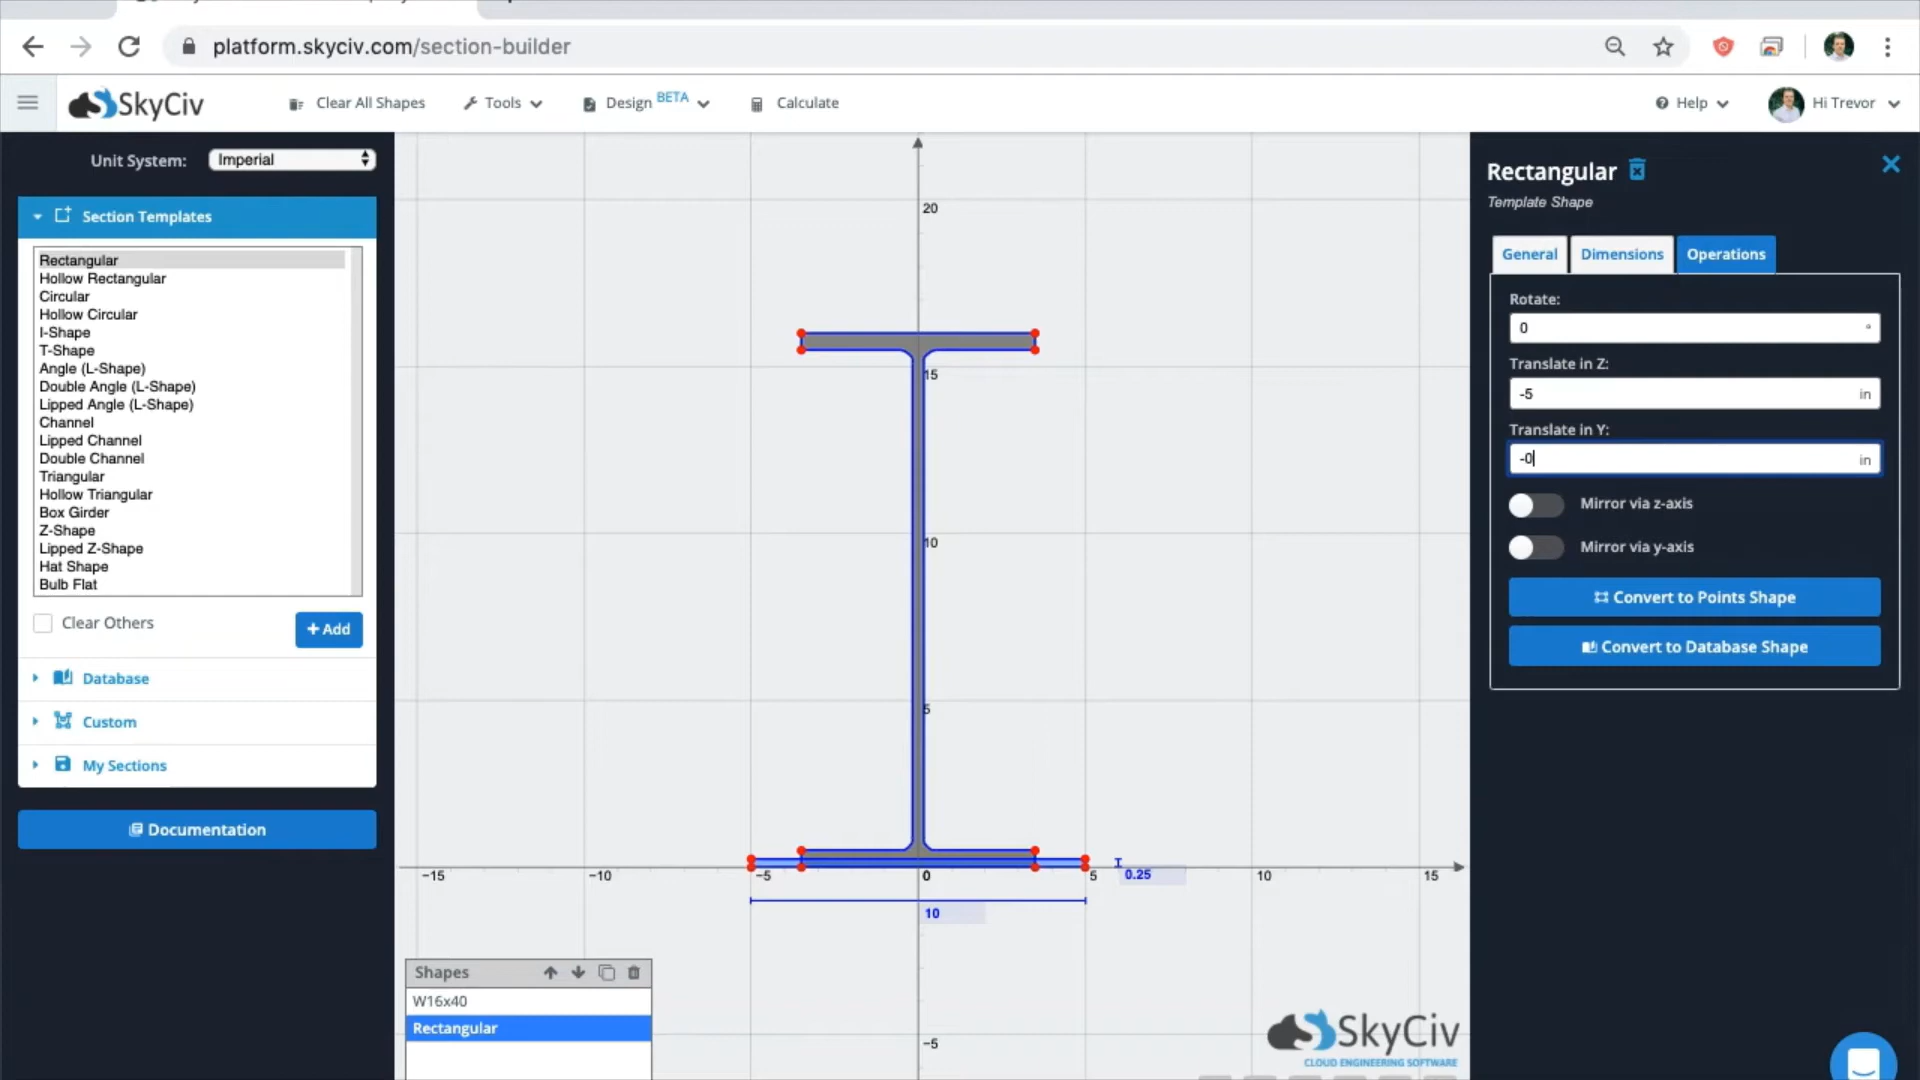 platform.skyciv.com/section-builder
SkyCiv
Clear All Shapes
Tools
Design BETA
Calculate
Help
Hi Trevor
Unit System:
Imperial
Section Templates
Rectangular
Hollow Rectangular
Circular
Hollow Circular
I-Shape
T-Shape
Angle (L-Shape)
Double Angle (L-Shape)
Lipped Angle (L-Shape)
Channel
Lipped Channel
Double Channel
Triangular
Hollow Triangular
Box Girder
Z-Shape
Lipped Z-Shape
Hat Shape
Bulb Flat
Clear Others
+ Add
Database
Custom
My Sections
Documentation
20
15
10
5
-15
-10
-5
0
5
10
15
0.25
10
-5
Shapes
W16x40
Rectangular
SkyCiv
CLOUD ENGINEERING SOFTWARE
Rectangular
Template Shape
General
Dimensions
Operations
Rotate:
0
°
Translate in Z:
-5
in
Translate in Y:
-0
in
Mirror via z-axis
Mirror via y-axis
Convert to Points Shape
Convert to Database Shape